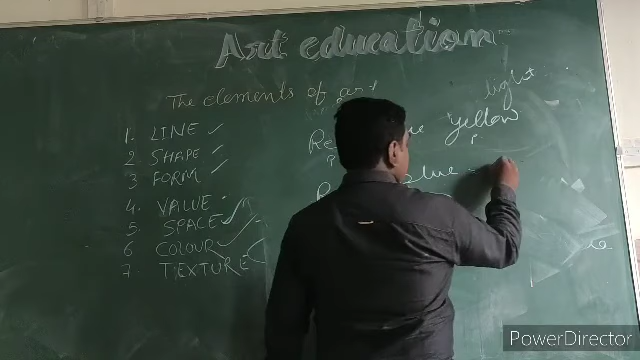 Art education
The elements of art
light
1. LINE ✓
2 SHAPE ✓
3 FORM ✓
4. VALUE
5. SPACE ✓
6 COLOUR ✓
7. TEXTURE
yellow
blue
PowerDirector